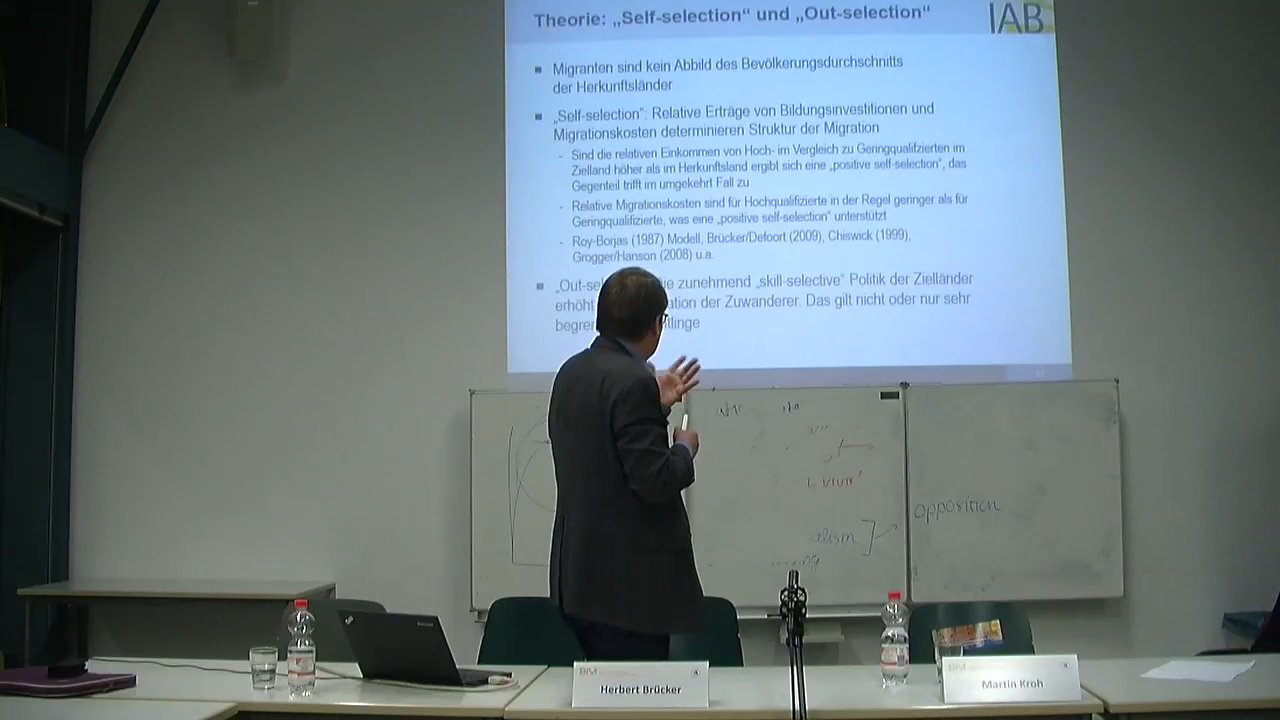 Theorie: „Self-selection“ und „Out-selection“
IAB
Migranten sind kein Abbild des Bevölkerungsdurchschnitts
der Herkunftsländer
„Self-selection“: Relative Erträge von Bildungsinvestitionen und
Migrationskosten determinieren Struktur der Migration
- Sind die relativen Einkommen von Hoch- im Vergleich zu Geringqualifzierten im
Zielland höher als im Herkunftsland ergibt sich eine „positive self-selection“, das
Gegenteil trifft im umgekehrt Fall zu
- Relative Migrationskosten sind für Hochqualifizierte in der Regel geringer als für
Geringqualifizierte, was eine „positive self-selection“ unterstützt
- Roy-Borjas (1987) Modell, Brücker/Defoort (2009), Chiswick (1999),
Grogger/Hanson (2008) u.a.
„Out-se zunehmend „skill-selective“ Politik der Zielländer
erhöht ation der Zuwanderer. Das gilt nicht oder nur sehr
begre
opposition
BIM
Herbert Brücker
BIM
Martin Kroh